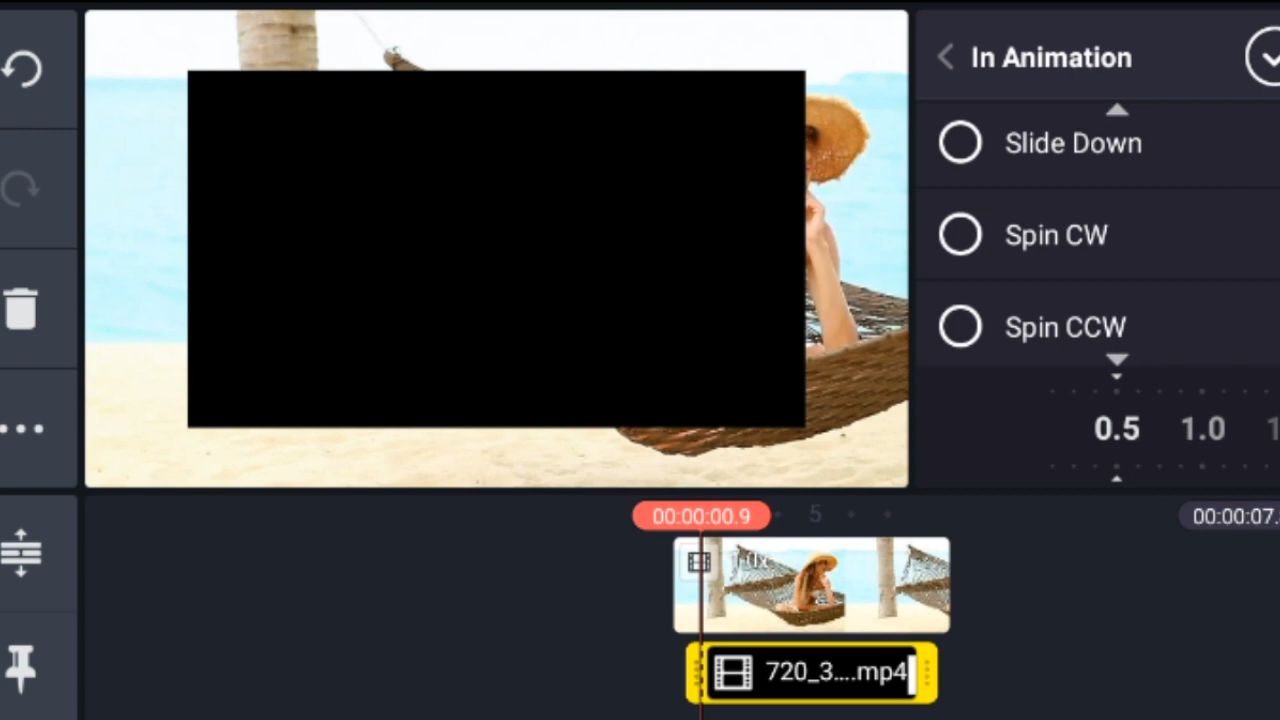 In Animation
Slide Down
Spin CW
Spin CCW
0.5 1.0
00:00:00.9
5
00:00:07.
720_3....mp4